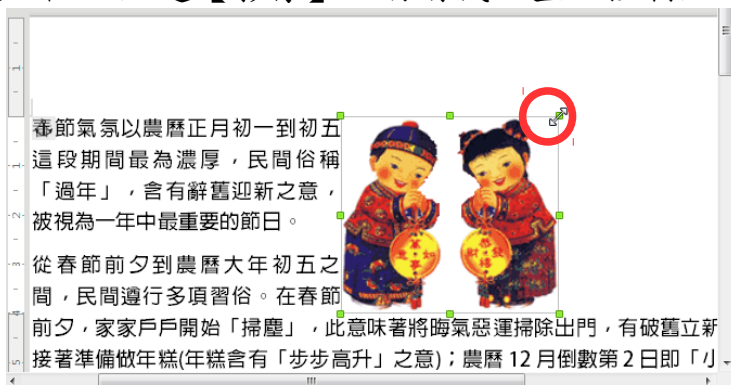 春節氣氛以農曆正月初一到初五
這段期間最為濃厚，民間俗稱
「過年」，含有辭舊迎新之意，
被視為一年中最重要的節日。
從春節前夕到農曆大年初五之
間，民間遵行多項習俗。在春節
前夕，家家戶戶開始「掃塵」，此意味著將晦氣惡運掃除出門，有破舊立新
接著準備做年糕(年糕含有「步步高升」之意)；農曆 12 月倒數第 2 日即「小